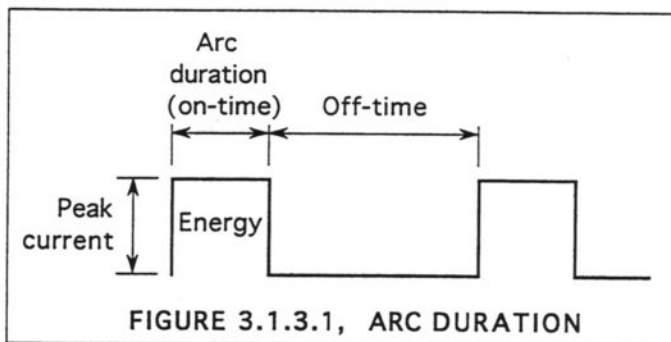 Arc
duration
(on-time)
Off-time
Peak
current
Energy
FIGURE 3.1.3.1, ARC DURATION